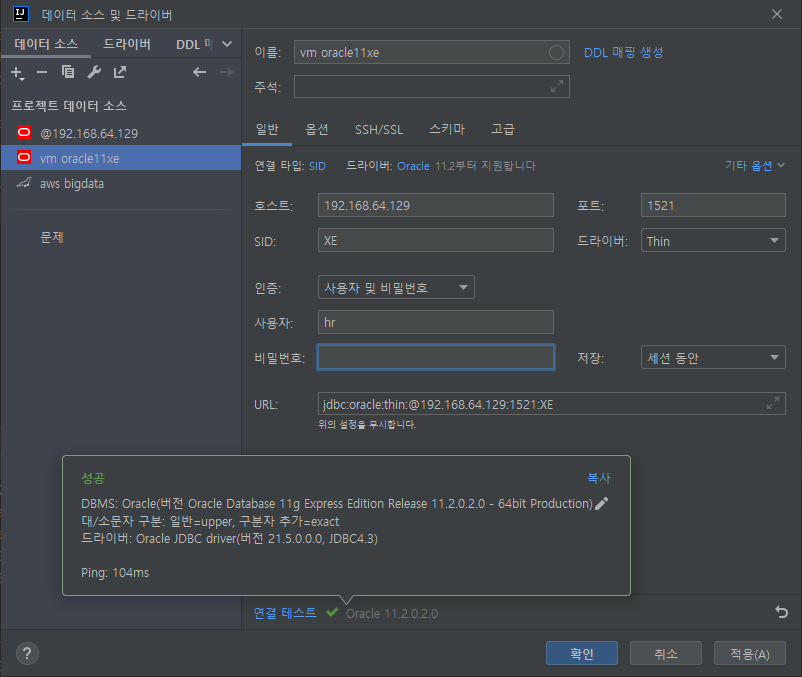 데이터 소스 및 드라이버
데이터 소스 드라이버 DDL
프로젝트 데이터 소스
@192.168.64.129
vm oracle11xe
aws bigdata
문제
이름: vm oracle11xe DDL 매핑 생성
주석:
일반 옵션 SSH/SSL 스키마 고급
연결 타입: SID 드라이버: Oracle 11.2부터 지원합니다 기타 옵션
호스트: 192.168.64.129 포트: 1521
SID: XE 드라이버: Thin
인증: 사용자 및 비밀번호
사용자: hr
비밀번호: 저장: 세션 동안
URL: jdbc:oracle:thin:@192.168.64.129:1521:XE
위의 설정을 무시합니다.
성공 복사
DBMS: Oracle(버전 Oracle Database 11g Express Edition Release 11.2.0.2.0 - 64bit Production)
대/소문자 구분: 일반=upper, 구분자 추가=exact
드라이버: Oracle JDBC driver(버전 21.5.0.0.0, JDBC4.3)
Ping: 104ms
연결 테스트 Oracle 11.2.0.2.0
? 확인 취소 적용(A)